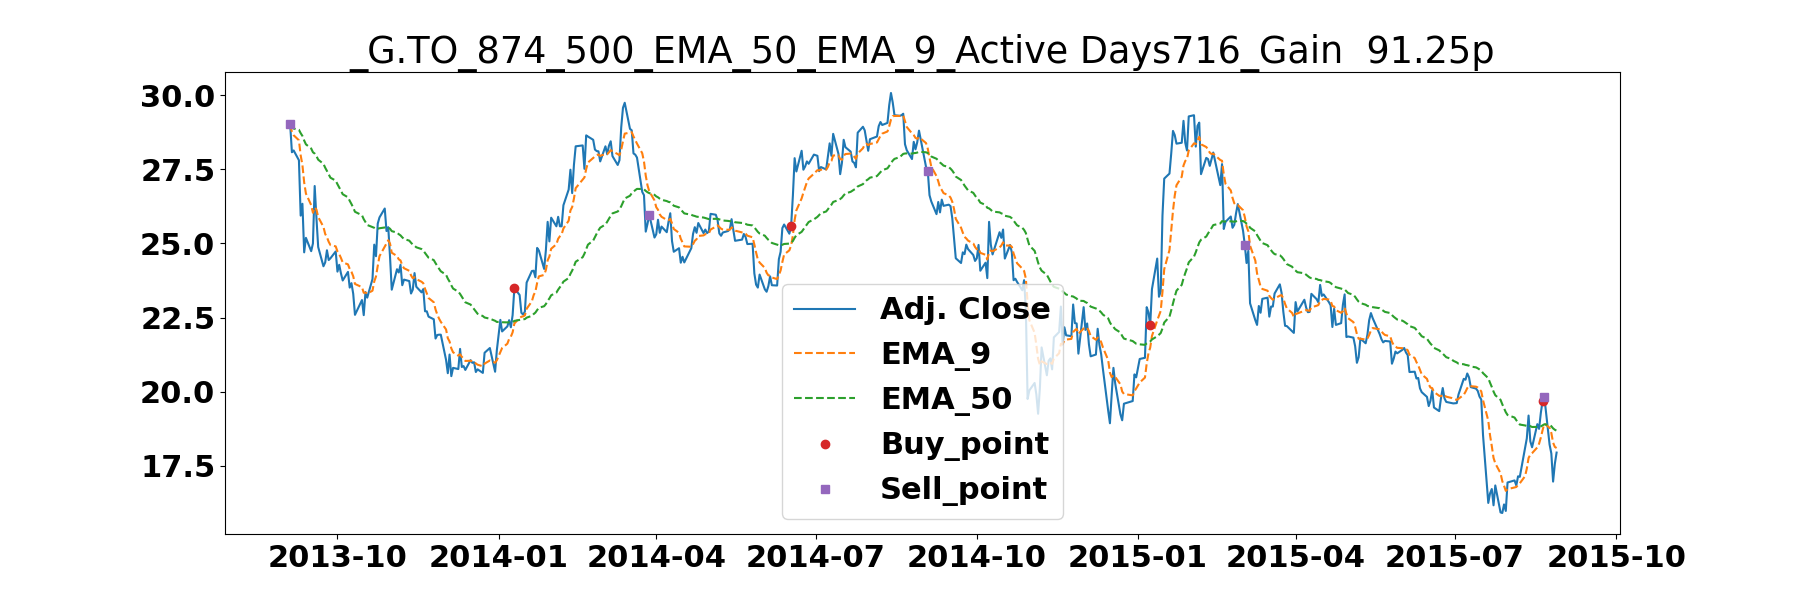 _G.TO_874_500_EMA_50_EMA_9_Active Days716_Gain  91.25p
30.0
27.5
25.0
22.5
20.0
17.5
Adj. Close
EMA_9
EMA_50
Buy_point
Sell_point
2013-10 2014-01 2014-04 2014-07 2014-10 2015-01 2015-04 2015-07 2015-10